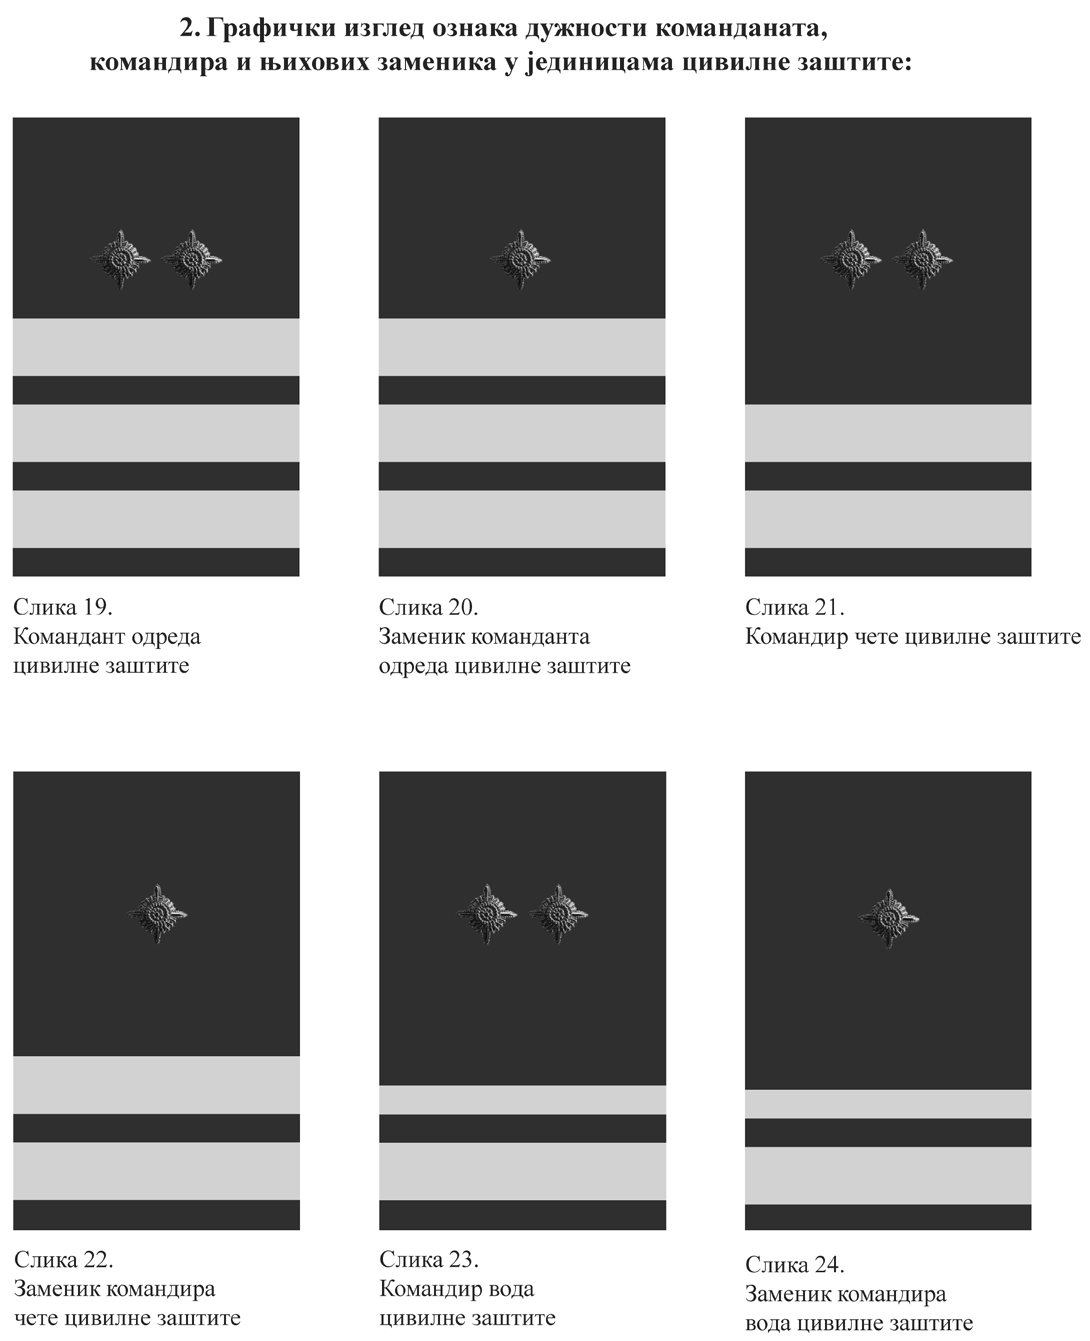 2. Графички изглед ознака дужности команданата,
командира и њихових заменика у јединицама цивилне заштите:
Слика 19.
Командант одреда
цивилне заштите
Слика 20.
Заменик команданта
одреда цивилне заштите
Слика 21.
Командир чете цивилне заштите
Слика 22.
Заменик командира
чете цивилне заштите
Слика 23.
Командир вода
цивилне заштите
Слика 24.
Заменик командира
вода цивилне заштите